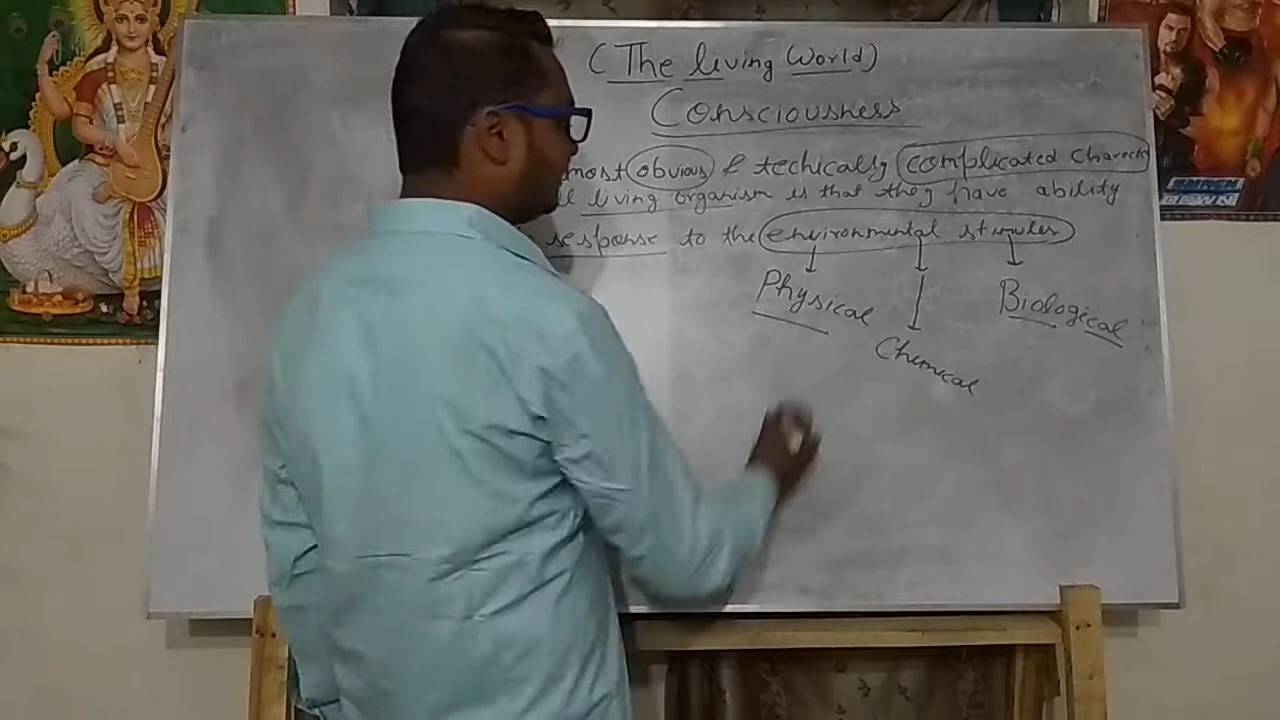 (The living World)
Consciousness
most obvious & techically complicated Charect
living organism is that they have ability
response to the environmental stimules
Physical
Biological
Chemical